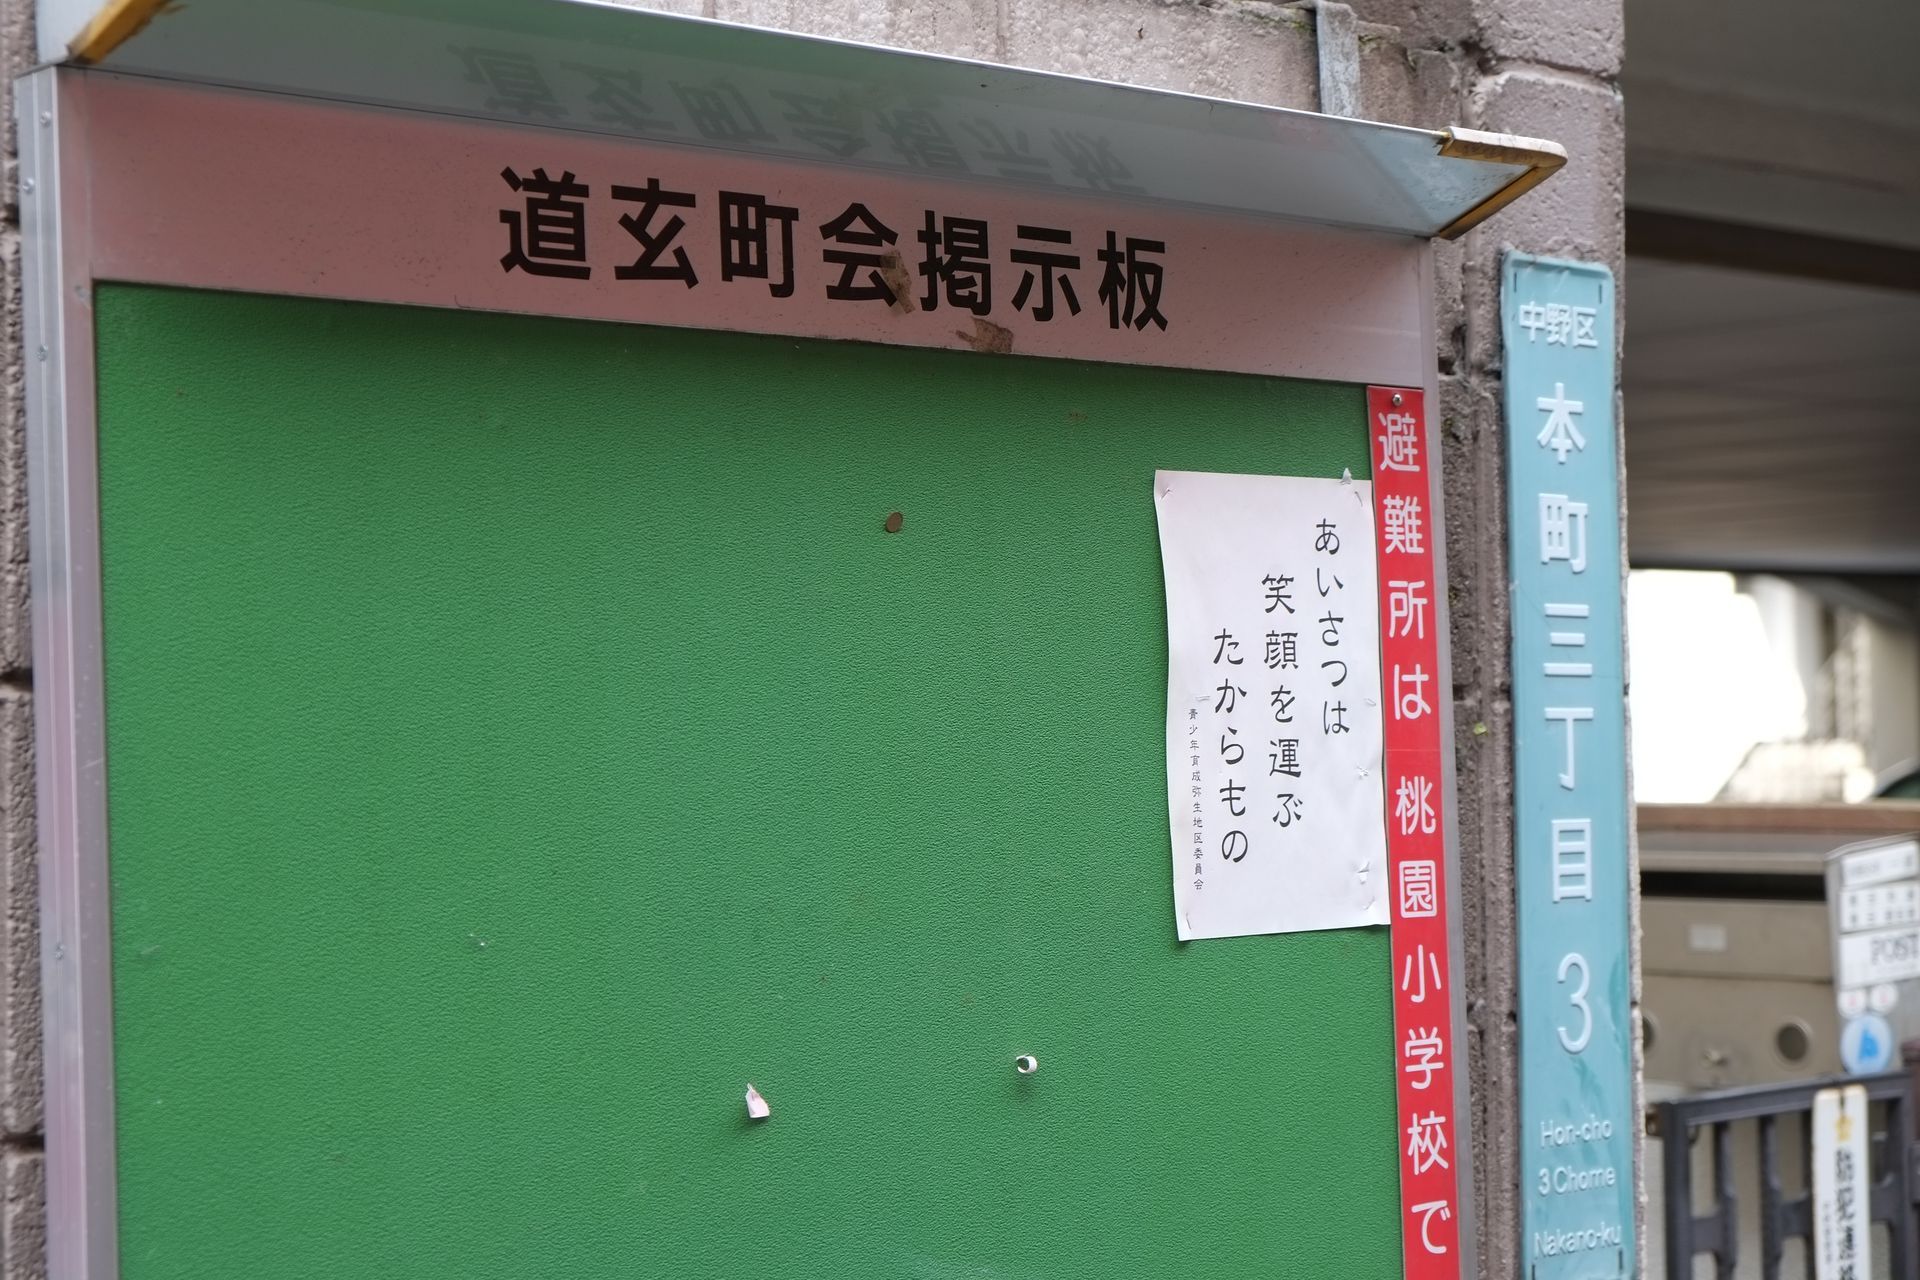 道玄町会掲示板
あいさつは
笑顔を運ぶ
たからもの
青少年育成弥生地区委員会
避難所は桃園小学校で
中野区
本町三丁目
3
Hon-cho
3 Chome
Nakano-ku
POST